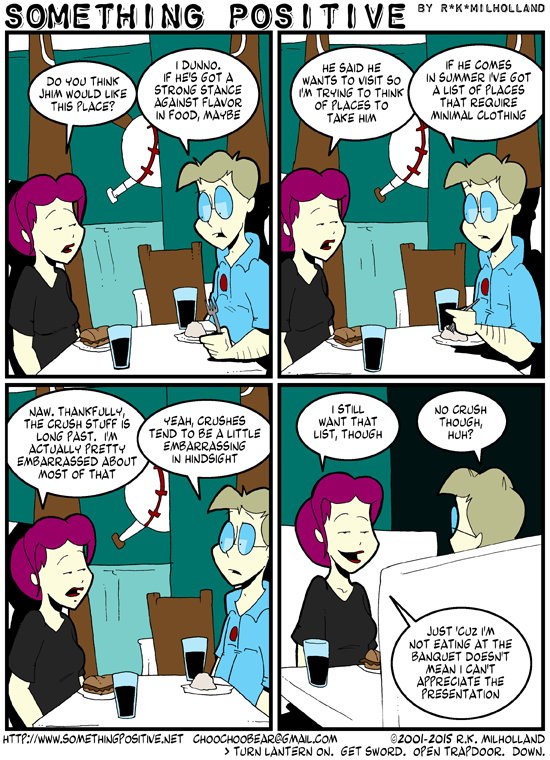 SOMETHING POSITIVE BY R*K*MILHOLLAND
DO YOU THINK
JHIM WOULD LIKE
THIS PLACE?
I DUNNO.
IF HE'S GOT A
STRONG STANCE
AGAINST FLAVOR
IN FOOD, MAYBE
HE SAID HE
WANTS TO VISIT SO
I'M TRYING TO THINK
OF PLACES TO
TAKE HIM
IF HE COMES
IN SUMMER I'VE GOT
A LIST OF PLACES
THAT REQUIRE
MINIMAL CLOTHING
NAW. THANKFULLY,
THE CRUSH STUFF IS
LONG PAST. I'M
ACTUALLY PRETTY
EMBARRASSED ABOUT
MOST OF THAT
YEAH, CRUSHES
TEND TO BE A LITTLE
EMBARRASSING
IN HINDSIGHT
I STILL
WANT THAT
LIST, THOUGH
NO CRUSH
THOUGH,
HUH?
JUST 'CUZ I'M
NOT EATING AT THE
BANQUET DOESN'T
MEAN I CAN'T
APPRECIATE THE
PRESENTATION
HTTP://WWW.SOMETHINGPOSITIVE.NET CHOOCHOOBEAR@GMAIL.COM ©2001-2015 R.K. MILHOLLAND
> TURN LANTERN ON. GET SWORD. OPEN TRAPDOOR. DOWN.